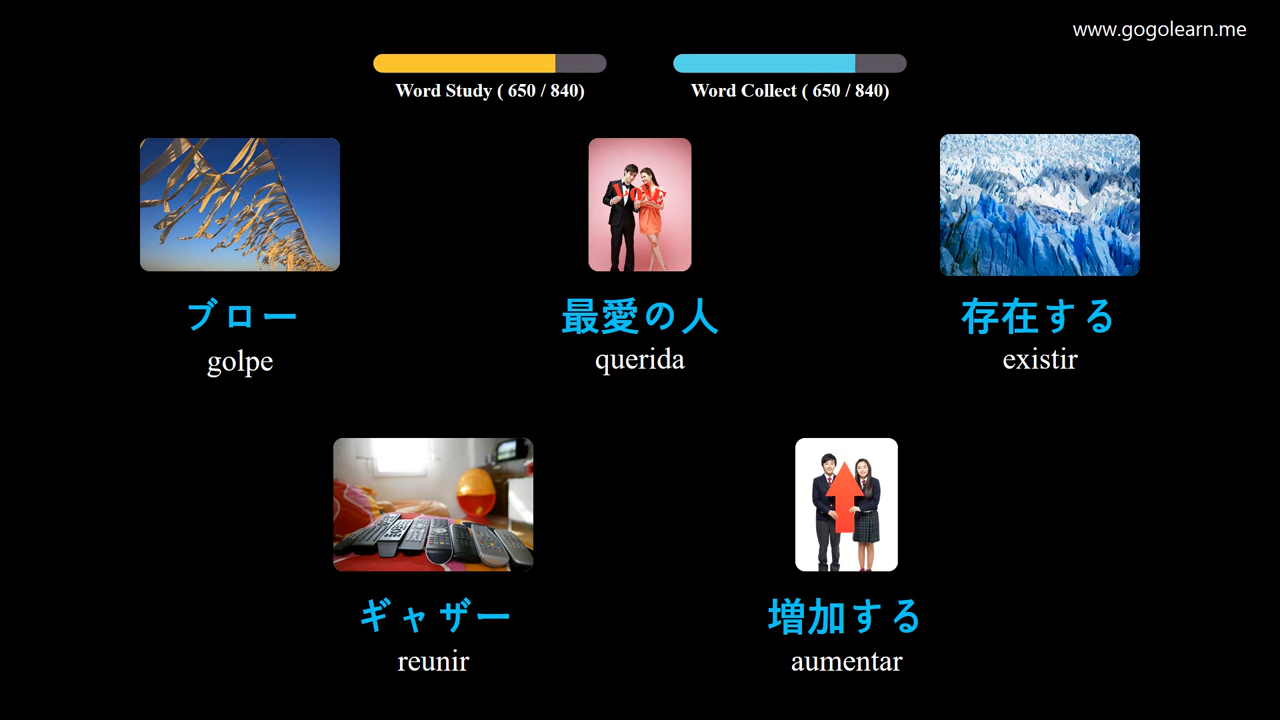 www.gogolearn.me
Word Study ( 650 / 840)
Word Collect ( 650 / 840)
ブロー
golpe
最愛の人
querida
存在する
existir
ギャザー
reunir
増加する
aumentar